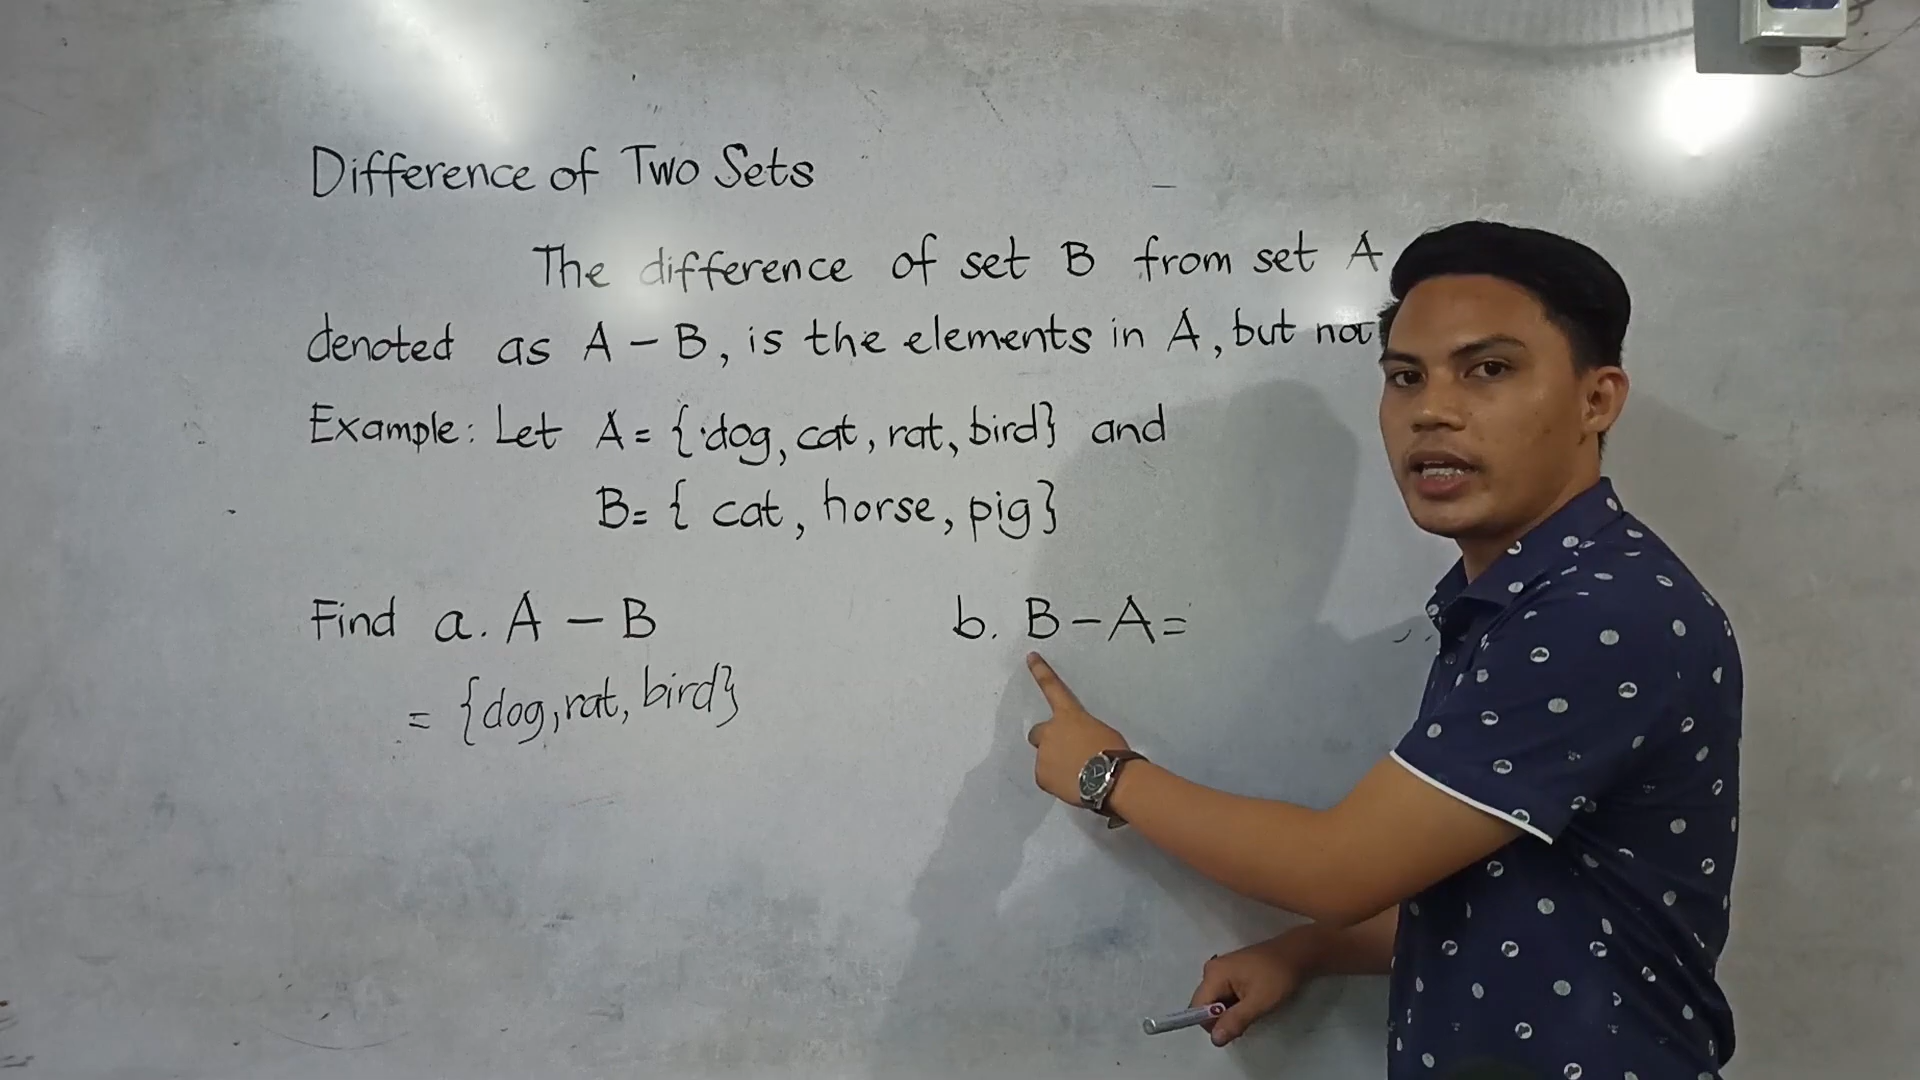 Difference of Two Sets
The difference of set B from set A
denoted as A - B, is the elements in A, but not
Example: Let A = {dog, cat, rat, bird} and
B = { cat, horse, pig}
Find a. A - B
= {dog, rat, bird}
b. B - A =